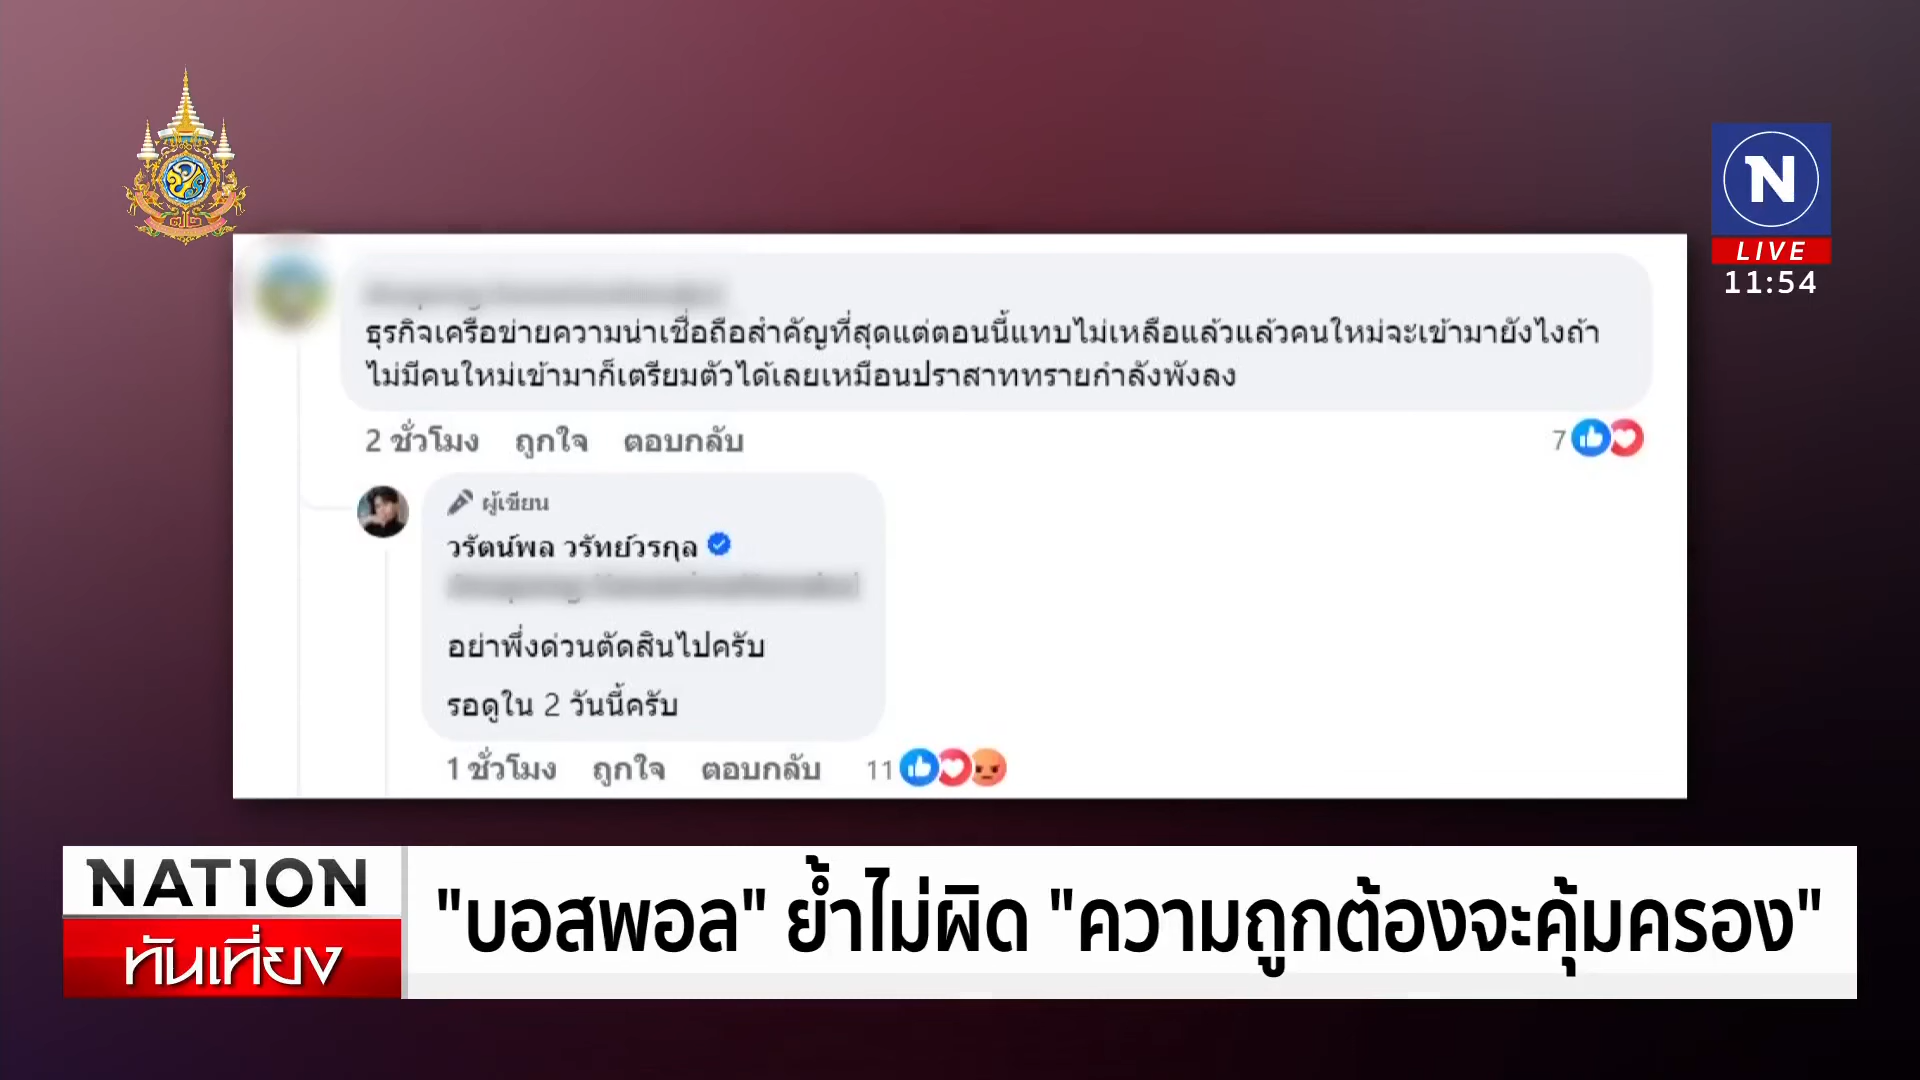 N
LIVE
11:54
ธุรกิจเครือข่ายความน่าเชื่อถือสำคัญที่สุดแต่ตอนนี้แทบไม่เหลือแล้วแล้วคนใหม่จะเข้ามายังไงถ้า
ไม่มีคนใหม่เข้ามาก็เตรียมตัวได้เลยเหมือนปราสาททรายกำลังพังลง
2 ชั่วโมง ถูกใจ ตอบกลับ 7
ผู้เขียน
วรัตน์พล วรัทย์วรกุล
อย่าพึ่งด่วนตัดสินไปครับ
รอดูใน 2 วันนี้ครับ
1 ชั่วโมง ถูกใจ ตอบกลับ 11
NATION
ทันเที่ยง
"บอสพอล" ย้ำไม่ผิด "ความถูกต้องจะคุ้มครอง"